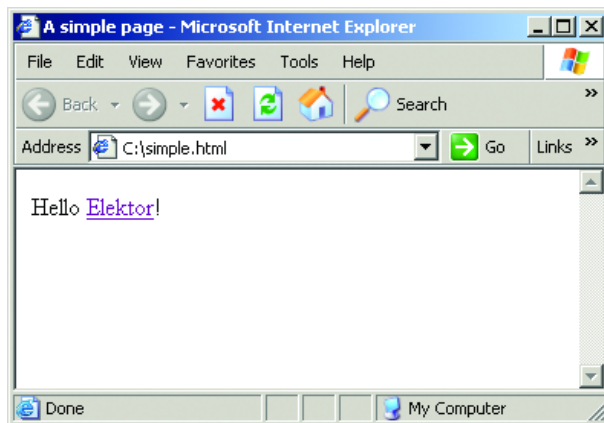 A simple page - Microsoft Internet Explorer
File Edit View Favorites Tools Help
Back Search »
Address C:\simple.html Go Links »
Hello Elektor!
Done My Computer